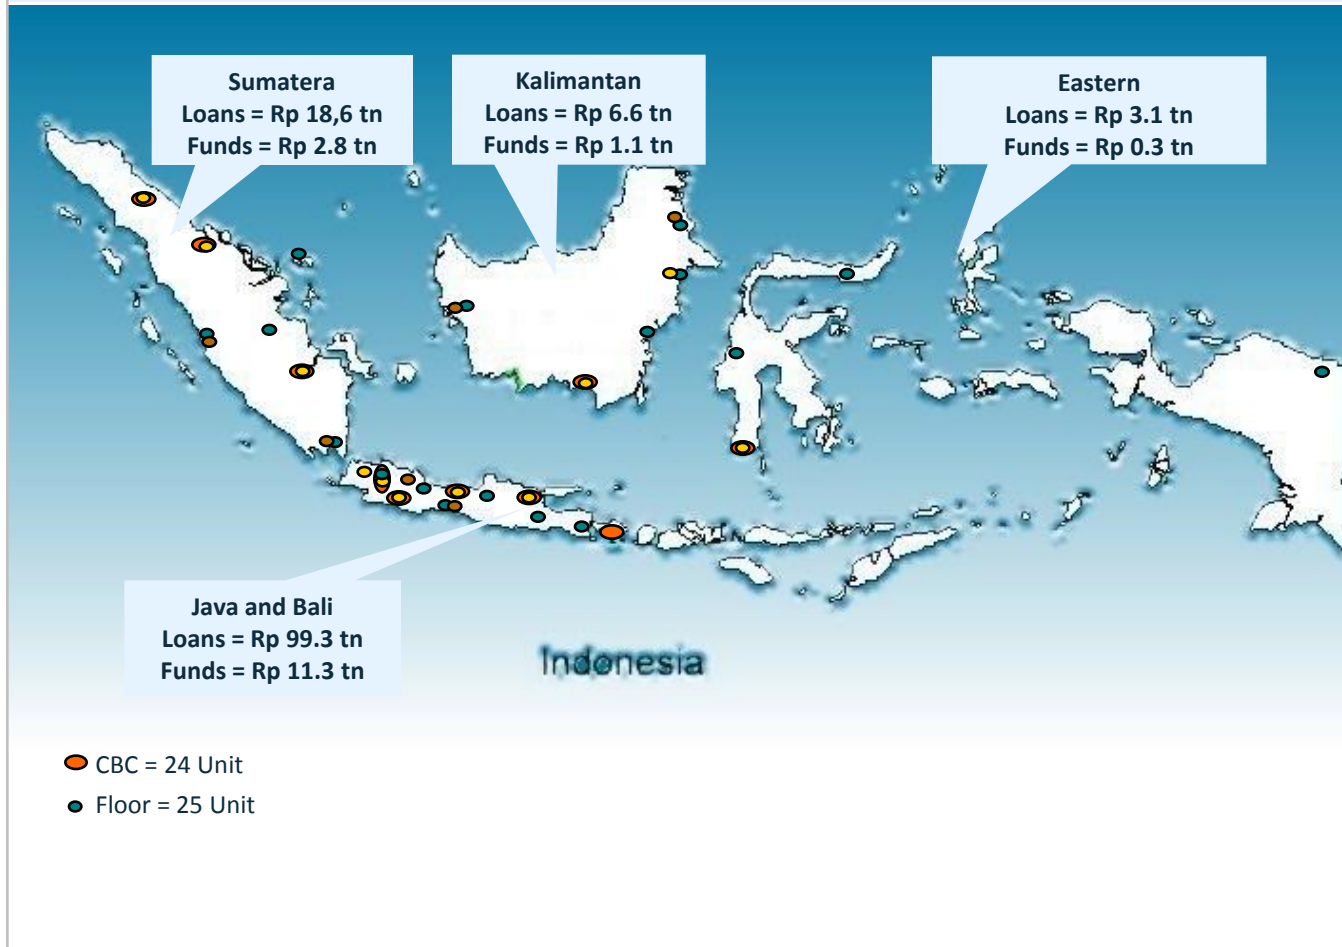 Sumatera
Loans = Rp 18,6 tn
Funds = Rp 2.8 tn
Kalimantan
Loans = Rp 6.6 tn
Funds = Rp 1.1 tn
Eastern
Loans = Rp 3.1 tn
Funds = Rp 0.3 tn
Java and Bali
Loans = Rp 99.3 tn
Funds = Rp 11.3 tn
Indonesia
CBC = 24 Unit
Floor = 25 Unit